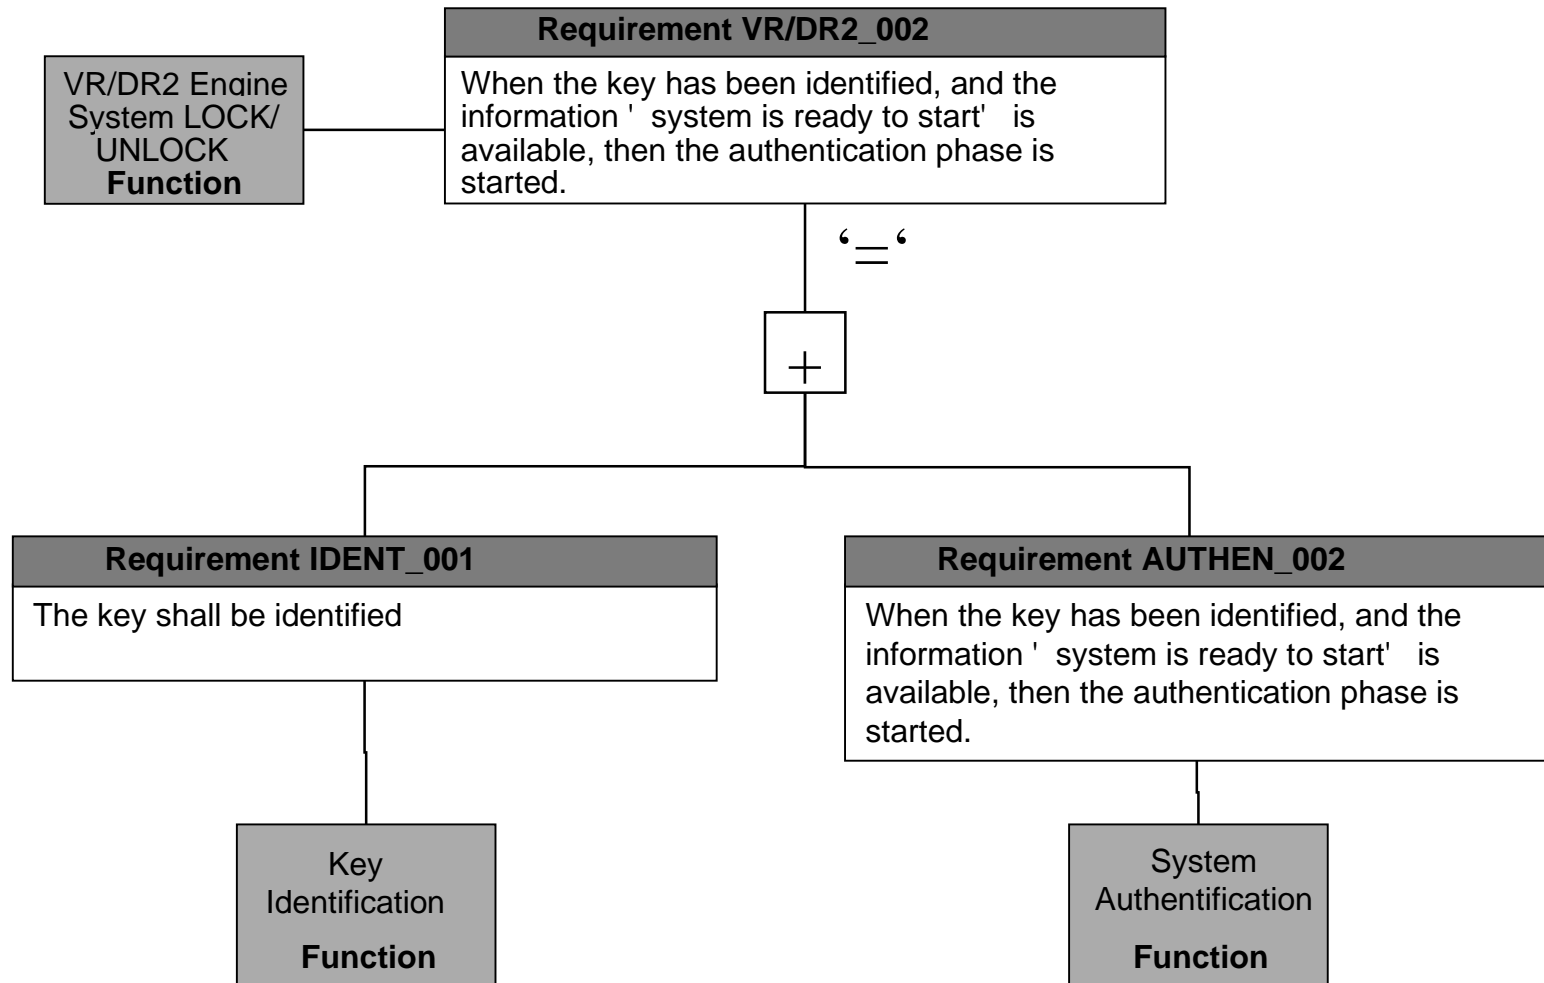 Requirement VR/DR2_002
VR/DR2 Engine
System LOCK/
UNLOCK
Function
When the key has been identified, and the
information ' system is ready to start' is
available, then the authentication phase is
started.
‘=‘
+
Requirement IDENT_001
The key shall be identified
Requirement AUTHEN_002
When the key has been identified, and the
information ' system is ready to start' is
available, then the authentication phase is
started.
Key
Identification
Function
System
Authentification
Function